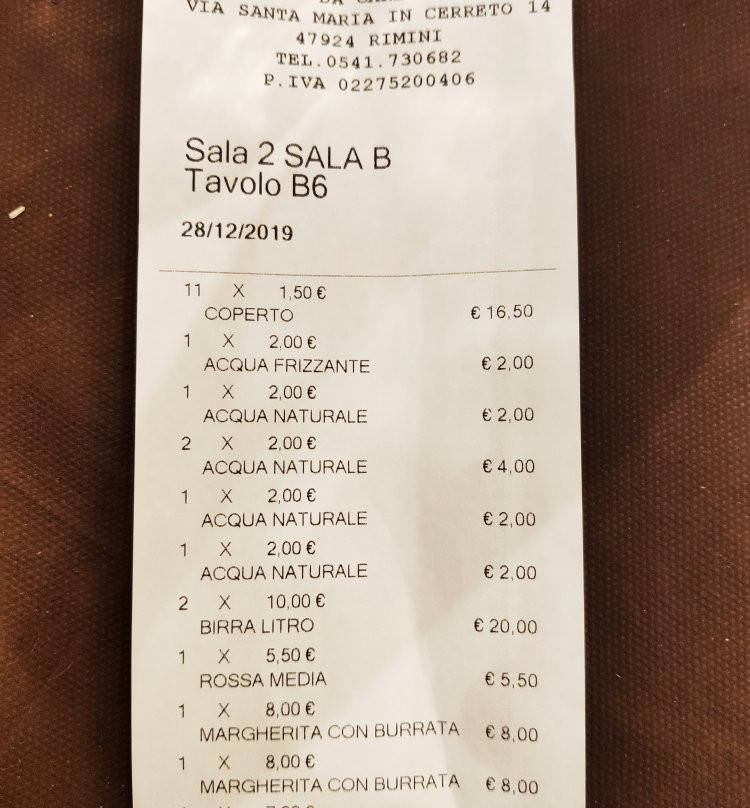 VIA SANTA MARIA IN CERRETO 14
47924 RIMINI
TEL.0541.730682
P.IVA 02275200406
Sala 2 SALA B
Tavolo B6
28/12/2019
11 X 1,50 €
COPERTO € 16,50
1 X 2,00 €
ACQUA FRIZZANTE € 2,00
1 X 2,00 €
ACQUA NATURALE € 2,00
2 X 2,00 €
ACQUA NATURALE € 4,00
1 X 2,00 €
ACQUA NATURALE € 2,00
1 X 2,00 €
ACQUA NATURALE € 2,00
2 X 10,00 €
BIRRA LITRO € 20,00
1 X 5,50 €
ROSSA MEDIA € 5,50
1 X 8,00 €
MARGHERITA CON BURRATA € 8,00
1 X 8,00 €
MARGHERITA CON BURRATA € 8,00